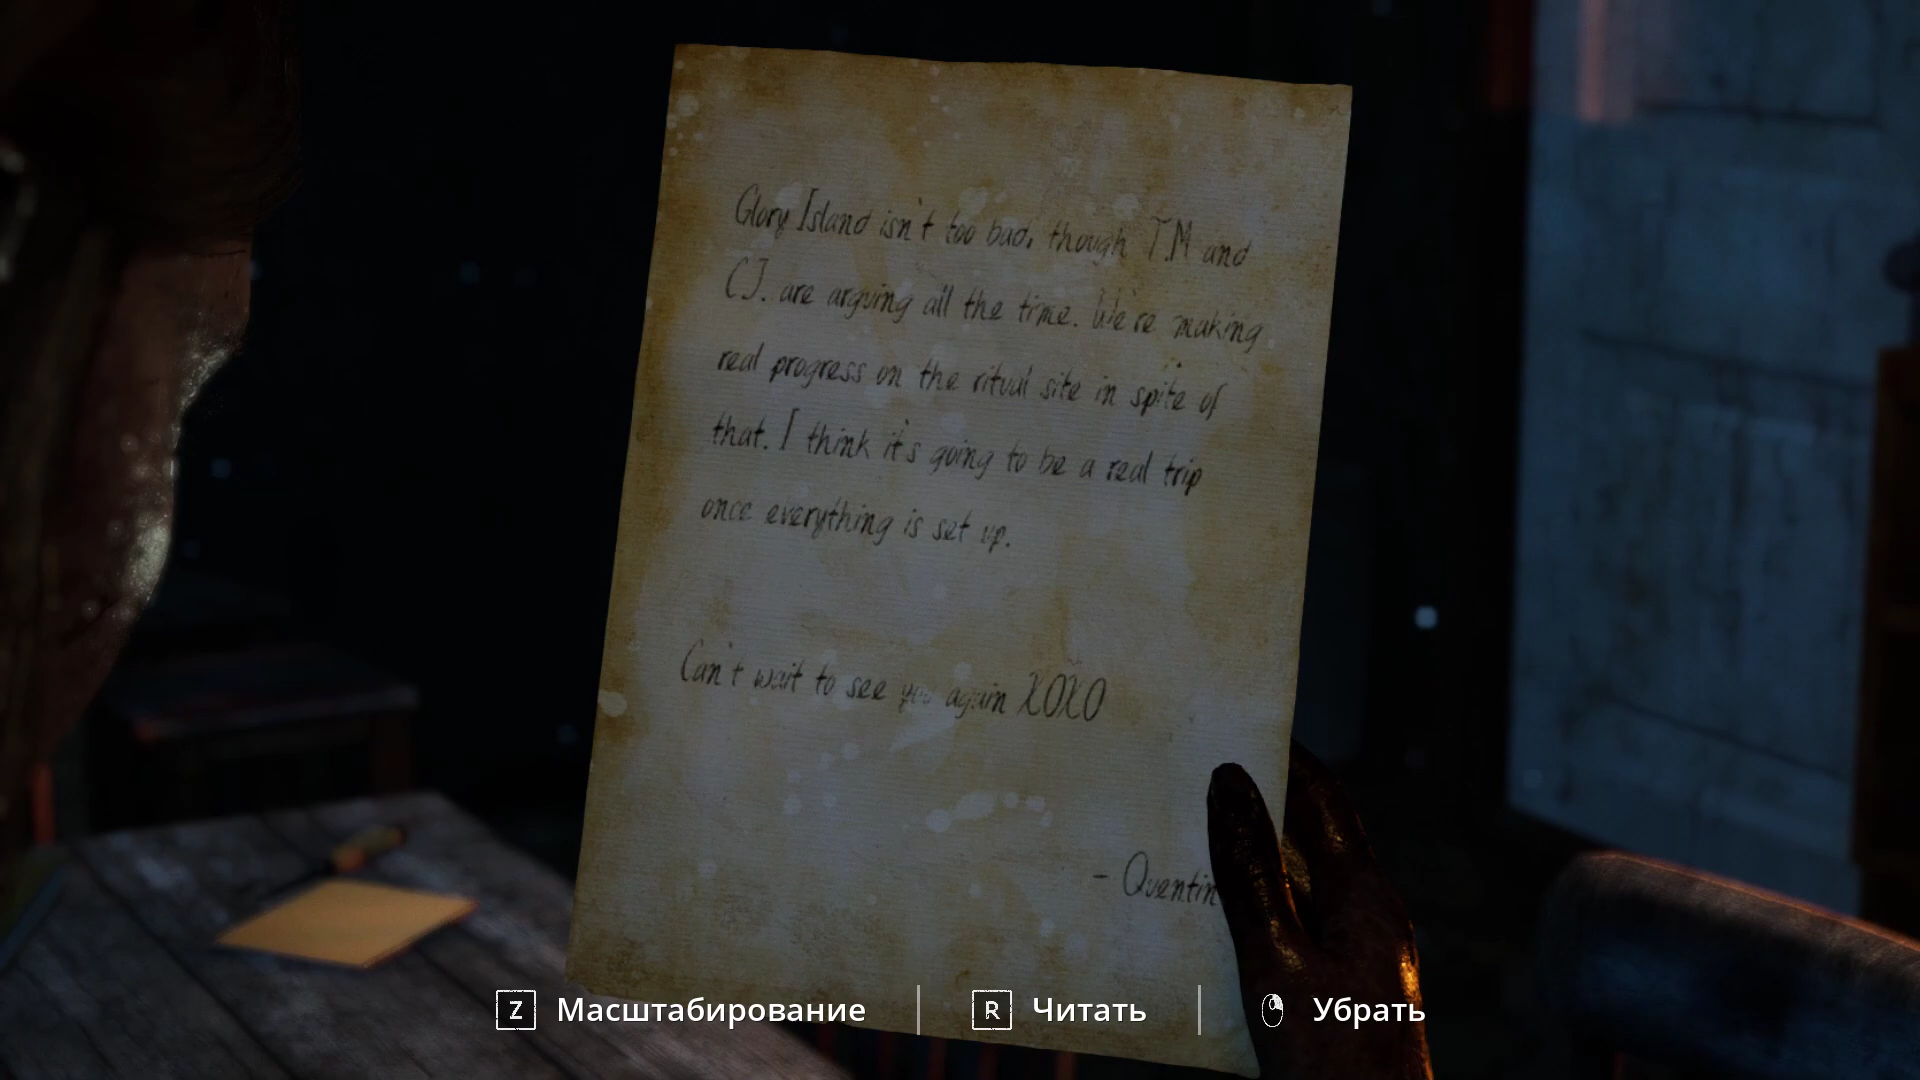 Glory Island isn't too bad, though T.M and
C.J. are arguing all the time. We're making
real progress on the ritual site in spite of
that. I think it's going to be a real trip
once everything is set up.
Can't wait to see you again XOXO
- Quentin
Z Масштабирование R Читать Убрать